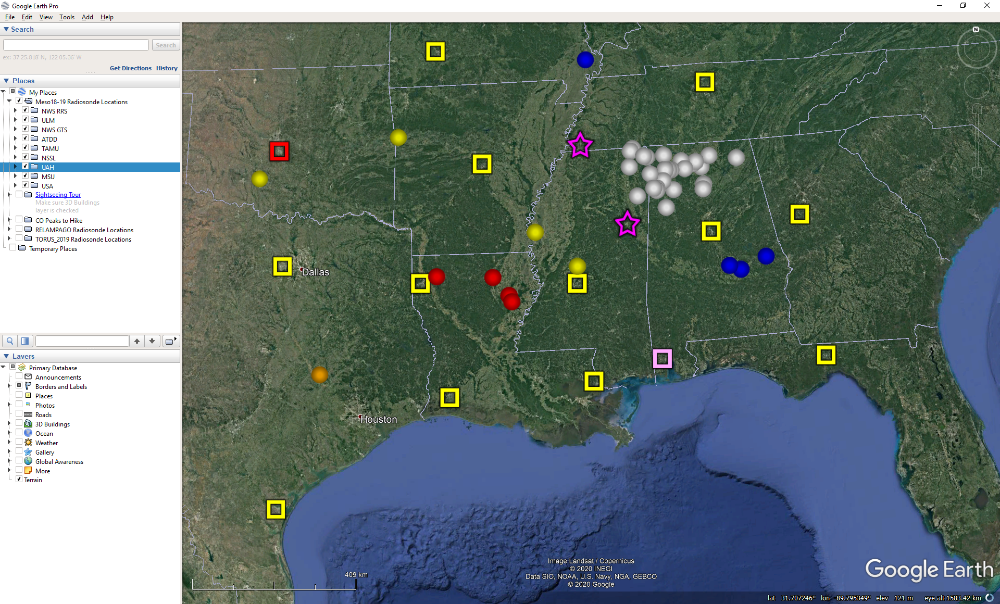 Google Earth Pro
File Edit View Tools Add Help
Search
Search
ex: 37 25.818' N, 122 05.36' W
Get Directions History
Places
My Places
Meso18-19 Radiosonde Locations
NWS RRS
ULM
NWS GTS
ATDD
TAMU
NSSL
UAH
MSU
USA
Sightseeing Tour
Make sure 3D Buildings
layer is checked
CO Peaks to Hike
RELAMPAGO Radiosonde Locations
TORUS_2019 Radiosonde Locations
Temporary Places
Layers
Primary Database
Announcements
Borders and Labels
Places
Photos
Roads
3D Buildings
Ocean
Weather
Gallery
Global Awareness
More
Terrain
N
Dallas
Houston
409 km
Image Landsat / Copernicus
© 2020 INEGI
Data SIO, NOAA, U.S. Navy, NGA, GEBCO
© 2020 Google
Google Earth
lat 31.707246° lon -89.795349° elev 121 m eye alt 1583.42 km